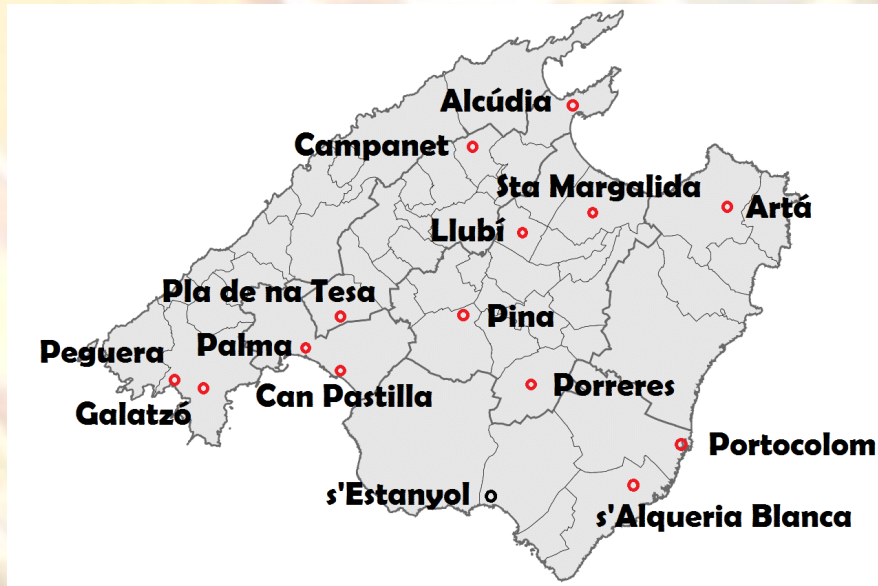 Alcúdia
Campanet
Sta Margalida
Artá
Llubí
Pla de na Tesa
Pina
Peguera
Palma
Porreres
Can Pastilla
Galatzó
Portocolom
s'Estanyol
s'Alqueria Blanca